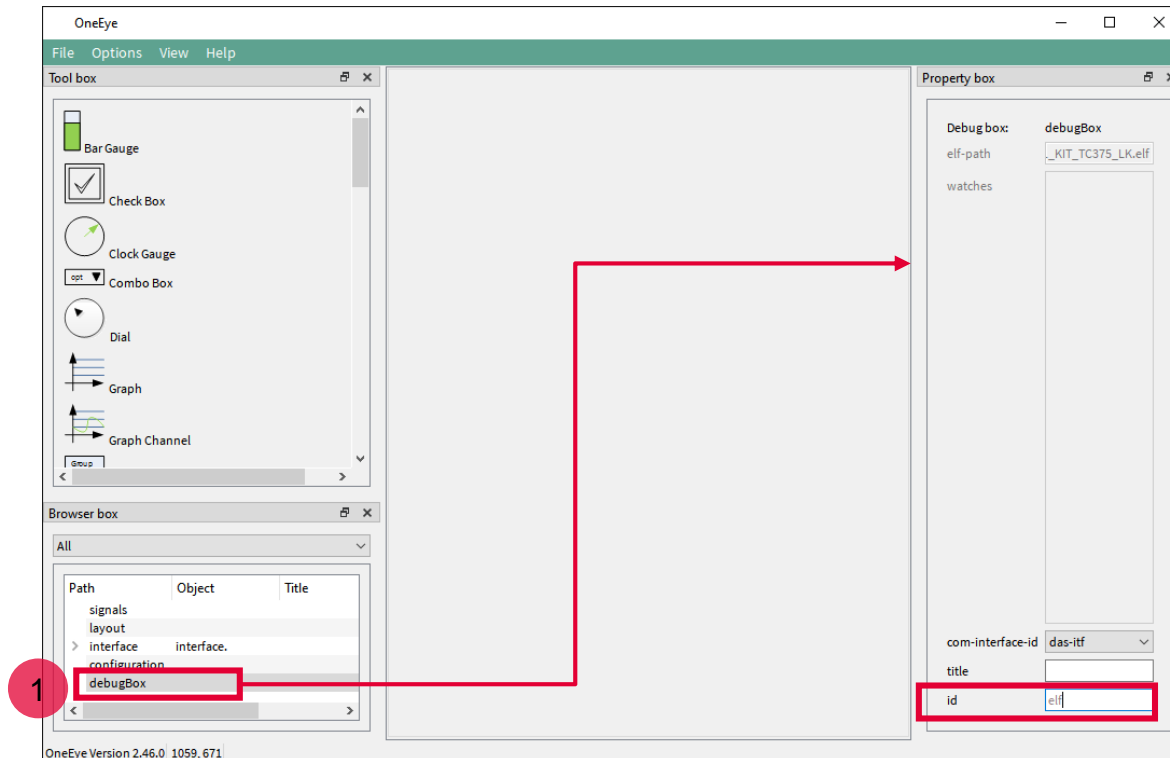 OneEye
File Options View Help
Tool box
Bar Gauge
Check Box
Clock Gauge
opt
Combo Box
Dial
Graph
Graph Channel
Group
Browser box
All
Path Object Title
signals
layout
interface interface.
configuration
debugBox
1
OneEye Version 2.46.0 1059, 671
Property box
Debug box: debugBox
elf-path ._KIT_TC375_LK.elf
watches
com-interface-id das-itf
title
id elf